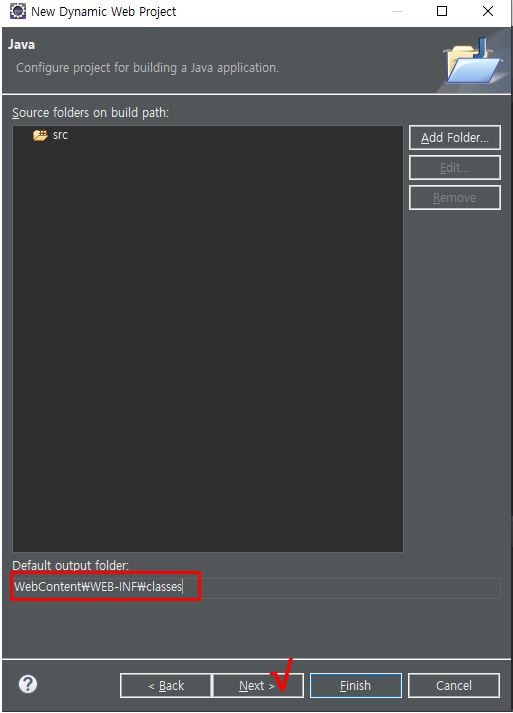 New Dynamic Web Project
Java
Configure project for building a Java application.
Source folders on build path:
src
Add Folder...
Edit...
Remove
Default output folder:
WebContent₩WEB-INF₩classes
?
< Back
Next >
Finish
Cancel